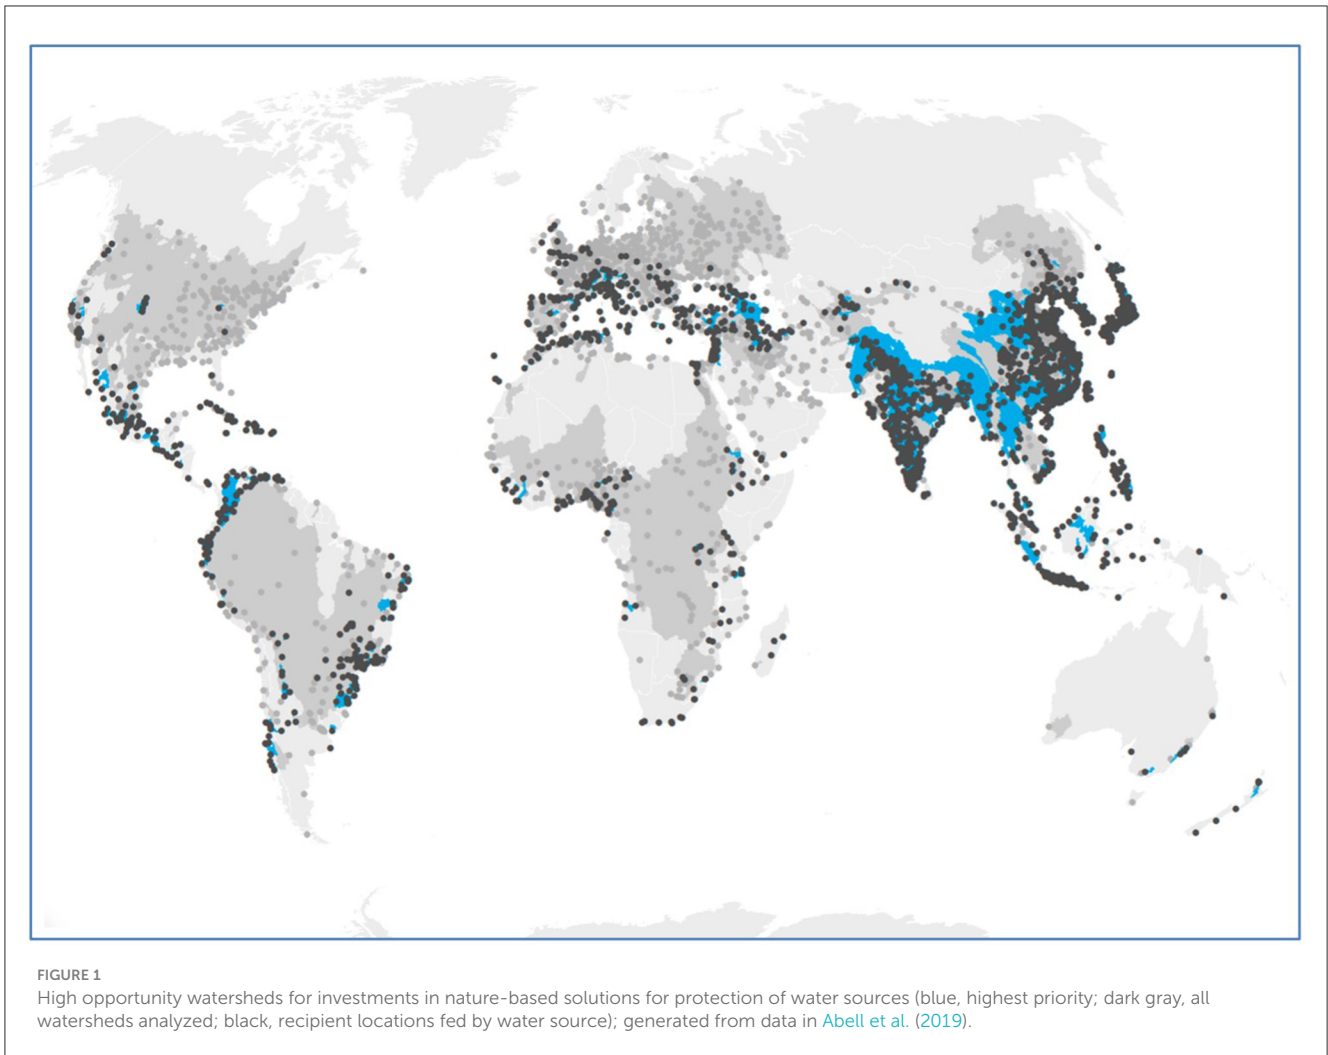 FIGURE 1
High opportunity watersheds for investments in nature-based solutions for protection of water sources (blue, highest priority; dark gray, all
watersheds analyzed; black, recipient locations fed by water source); generated from data in Abell et al. (2019).